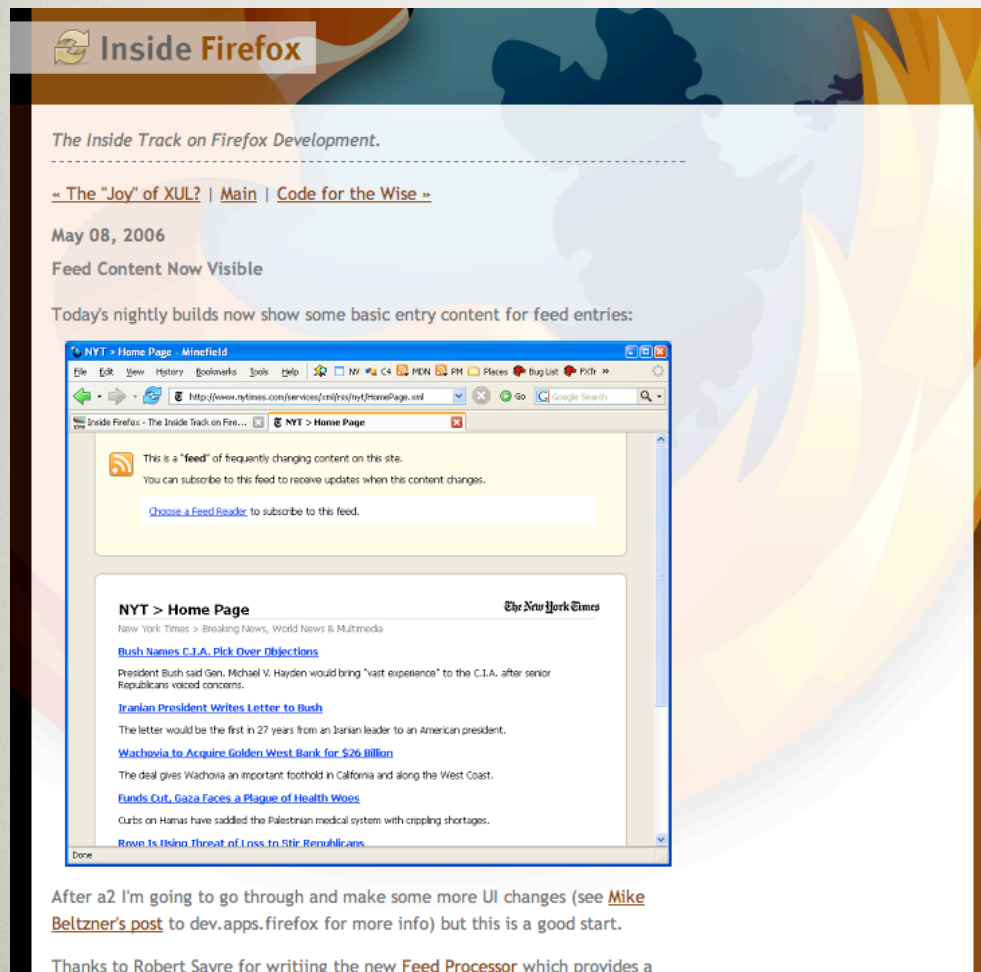 Inside Firefox
The Inside Track on Firefox Development.
« The "Joy" of XUL? | Main | Code for the Wise »
May 08, 2006
Feed Content Now Visible
Today's nightly builds now show some basic entry content for feed entries:
NYT > Home Page - Minefield
File Edit View History Bookmarks Tools Help NV C4 MDN PM Places Bug List FXTr »
http://www.nytimes.com/services/xml/rss/nyt/HomePage.xml Go Google Search
Inside Firefox - The Inside Track on Fire... NYT > Home Page
This is a "feed" of frequently changing content on this site.
You can subscribe to this feed to receive updates when this content changes.
Choose a Feed Reader to subscribe to this feed.
NYT > Home Page The New York Times
New York Times > Breaking News, World News & Multimedia
Bush Names C.I.A. Pick Over Objections
President Bush said Gen. Michael V. Hayden would bring "vast experience" to the C.I.A. after senior
Republicans voiced concerns.
Iranian President Writes Letter to Bush
The letter would be the first in 27 years from an Iranian leader to an American president.
Wachovia to Acquire Golden West Bank for $26 Billion
The deal gives Wachovia an important foothold in California and along the West Coast.
Funds Cut, Gaza Faces a Plague of Health Woes
Curbs on Hamas have saddled the Palestinian medical system with crippling shortages.
Rove Is Using Threat of Loss to Stir Republicans
Done
After a2 I'm going to go through and make some more UI changes (see Mike
Beltzner's post to dev.apps.firefox for more info) but this is a good start.
Thanks to Robert Sayre for writiing the new Feed Processor which provides a